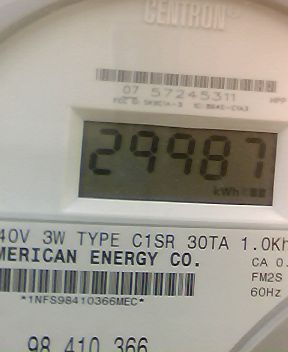 CENTRON®
07 57245311
29987
kWh
40V 3W TYPE C1SR 30TA 1.0Kh
MERICAN ENERGY CO.
CA 0.
FM2S
60Hz
*1NFS98410366MEC*
98 410 366